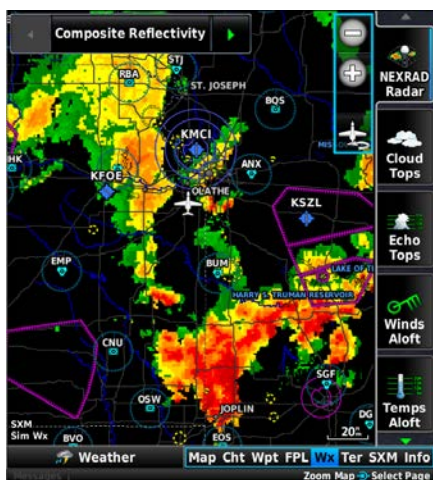 Composite Reflectivity
NEXRAD
Radar
Cloud
Tops
Echo
Tops
Winds
Aloft
Temps
Aloft
STJ
RBA
ST. JOSEPH
BQS
KMCI
HK
KFOE
ANX
OLATHE
KSZL
EMP
BUM
LAKE OF T
HARRY S. TRUMAN RESERVOIR
CNU
SGF
OSW
JOPLIN
DG
SXM
Sim Wx
20
BVO
EOS
Weather
Map Cht Wpt FPL Wx Ter SXM Info
Messages
Zoom Map Select Page